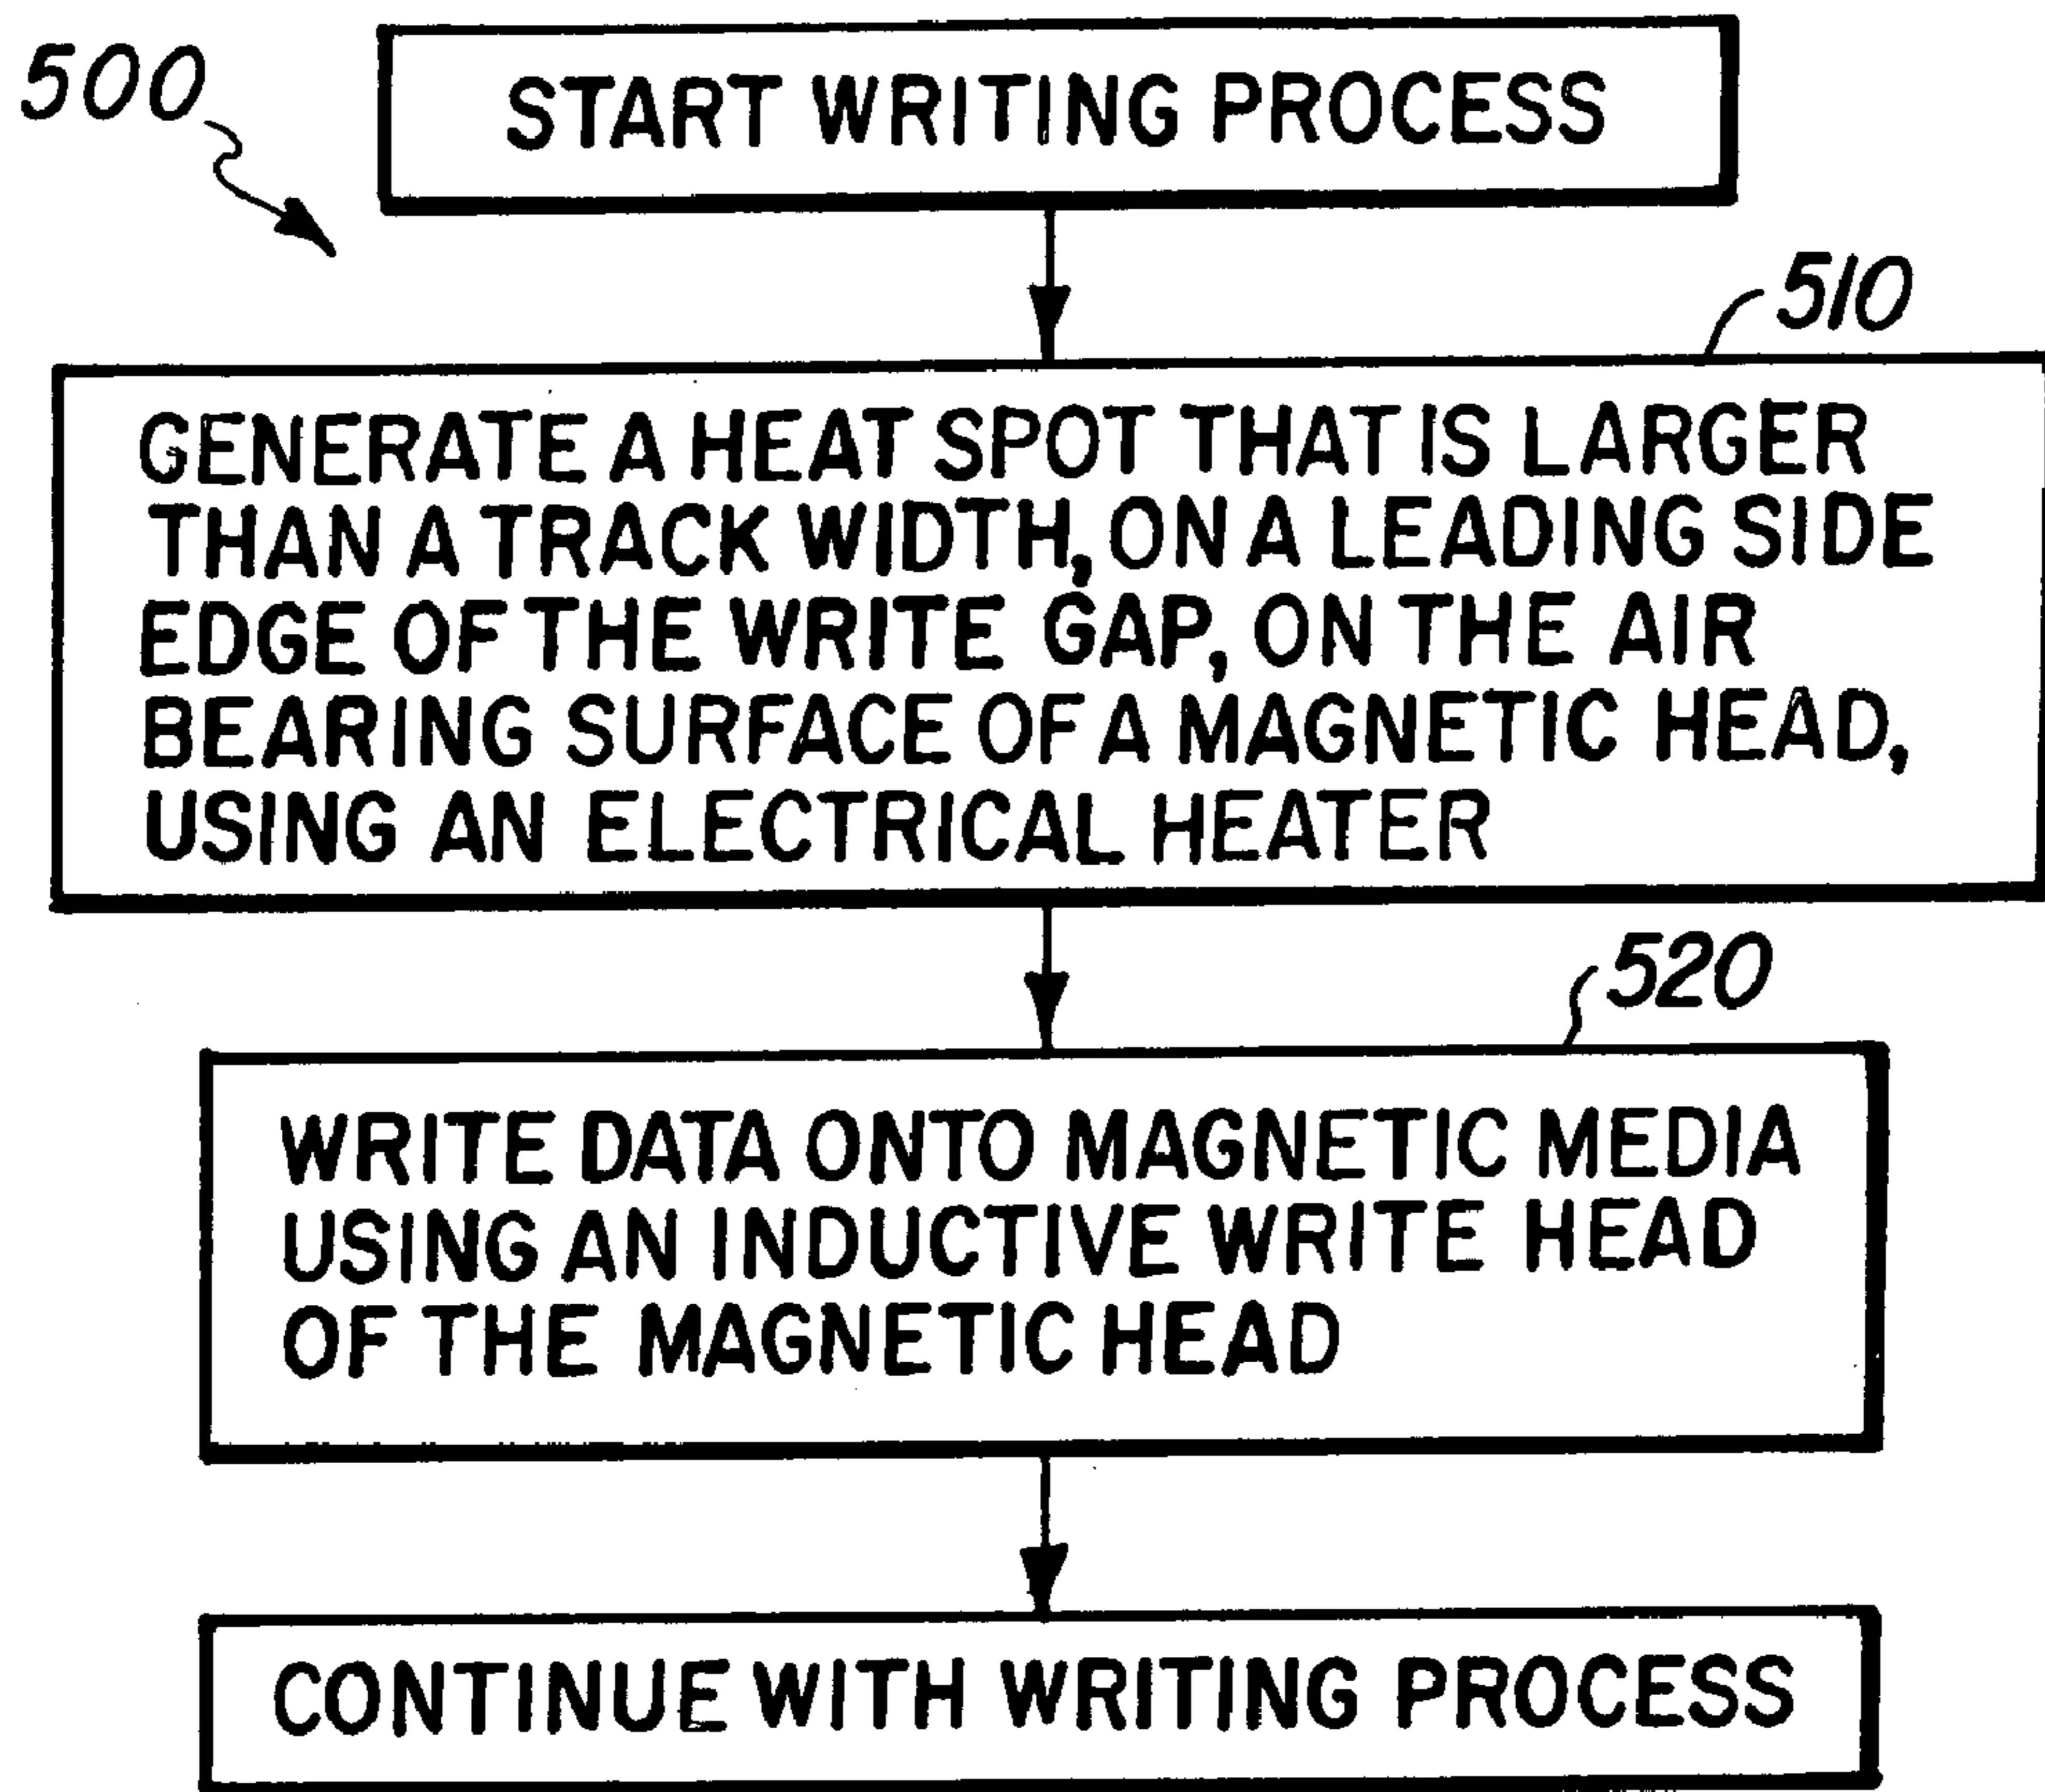 500
START WRITING PROCESS
510
GENERATE A HEAT SPOT THAT IS LARGER
THAN A TRACK WIDTH, ON A LEADING SIDE
EDGE OF THE WRITE GAP, ON THE AIR
BEARING SURFACE OF A MAGNETIC HEAD,
USING AN ELECTRICAL HEATER
520
WRITE DATA ONTO MAGNETIC MEDIA
USING AN INDUCTIVE WRITE HEAD
OF THE MAGNETIC HEAD
CONTINUE WITH WRITING PROCESS